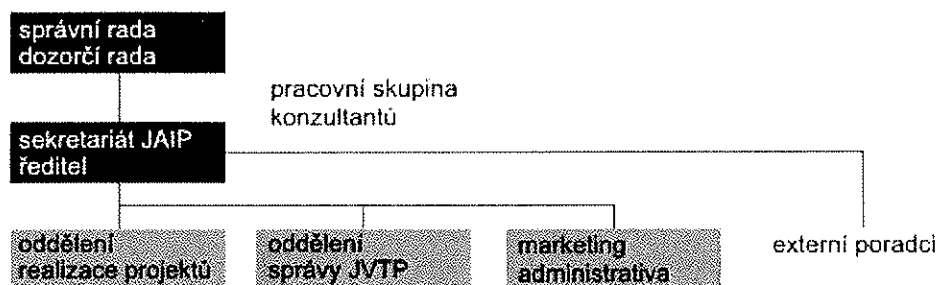 správní rada
dozorčí rada
pracovní skupina
konzultantů
sekretariát JAIP
ředitel
oddělení
realizace projektů
oddělení
správy JVTP
marketing
administrativa
externí poradci